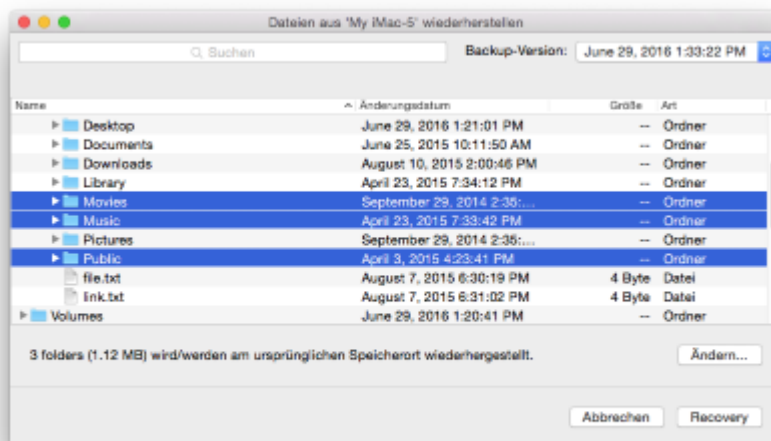 Dateien aus 'My iMac-5' wiederherstellen
Suchen Backup-Version: June 29, 2016 1:33:22 PM
Name Änderungsdatum Größe Art
Desktop June 29, 2016 1:21:01 PM -- Ordner
Documents June 25, 2015 10:11:50 AM -- Ordner
Downloads August 10, 2015 2:00:46 PM -- Ordner
Library April 23, 2015 7:34:12 PM -- Ordner
Movies September 29, 2014 2:35:... -- Ordner
Music April 23, 2015 7:33:42 PM -- Ordner
Pictures September 29, 2014 2:35:... -- Ordner
Public April 3, 2015 4:23:41 PM -- Ordner
file.txt August 7, 2015 6:30:19 PM 4 Byte Datei
link.txt August 7, 2015 6:31:02 PM 4 Byte Datei
Volumes June 29, 2016 1:20:41 PM -- Ordner
3 folders (1.12 MB) wird/werden am ursprünglichen Speicherort wiederhergestellt. Ändern...
Abbrechen Recovery